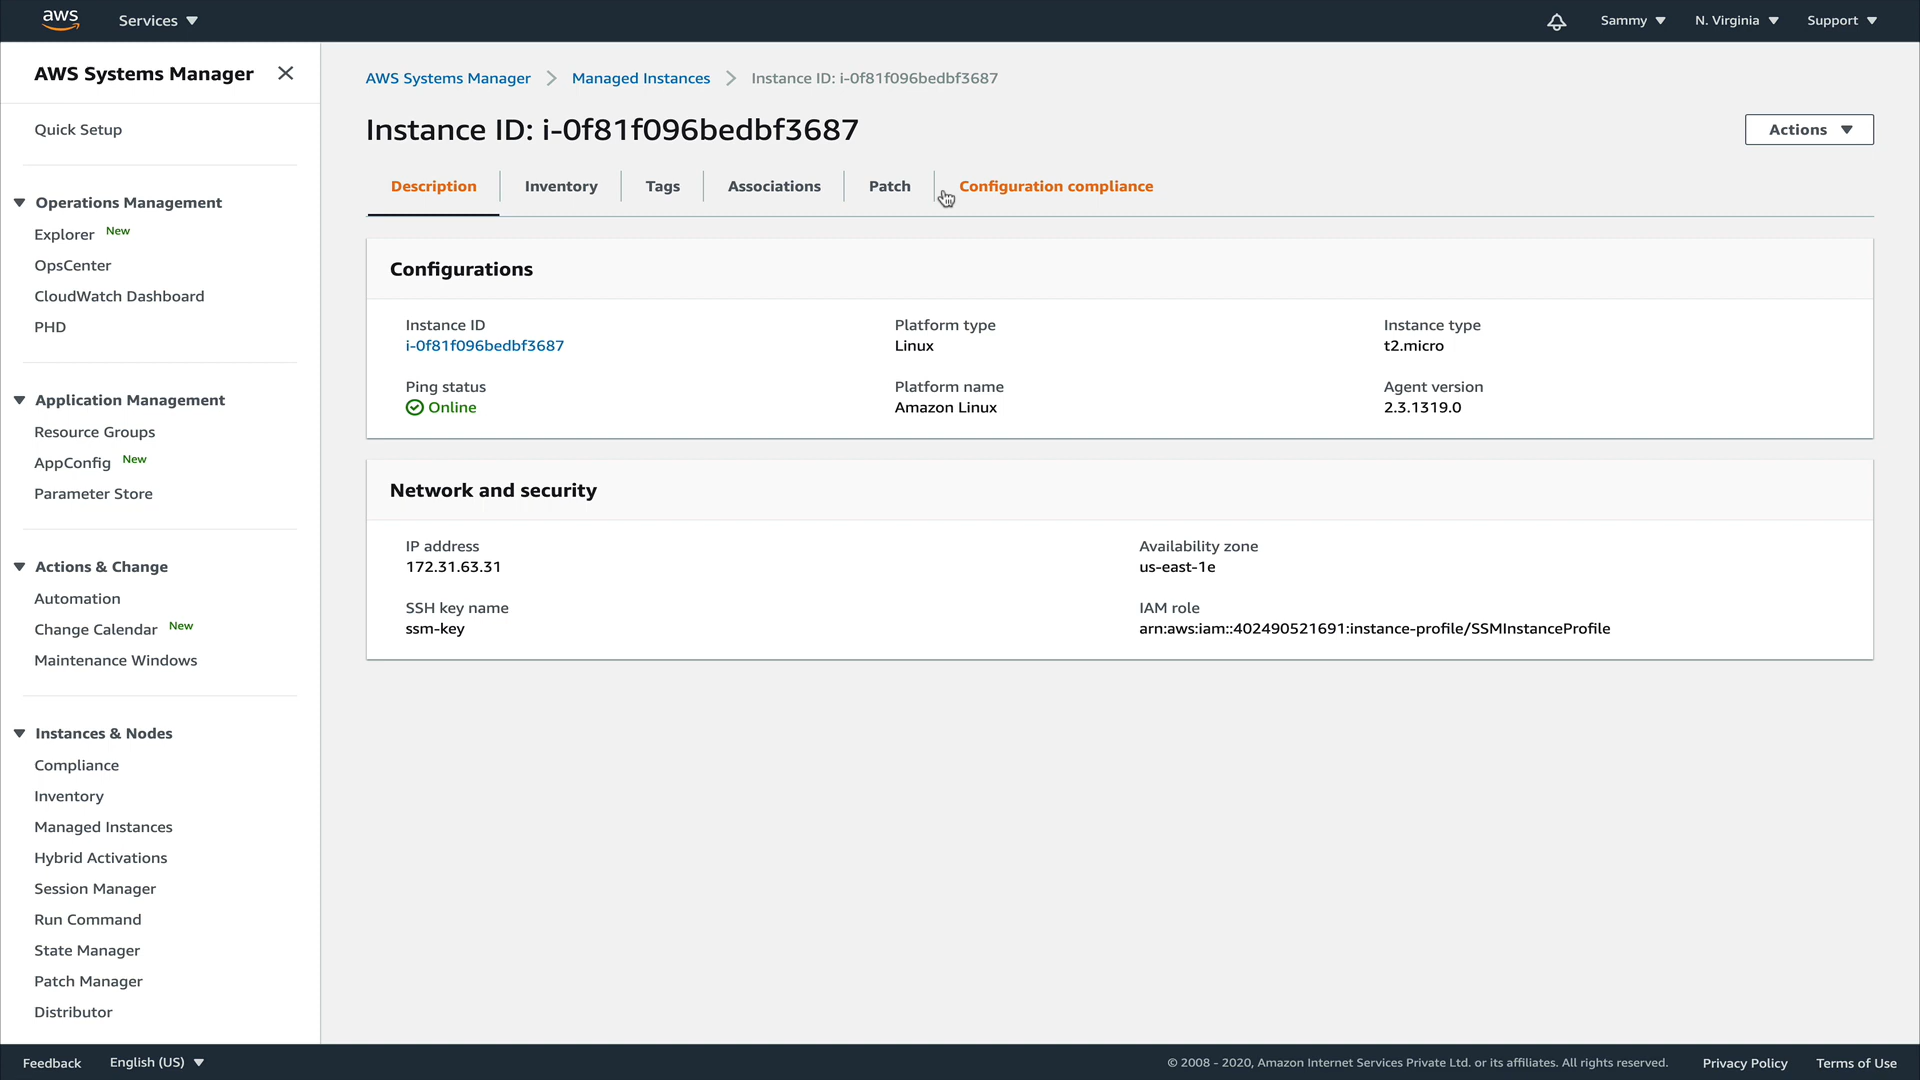 aws Services Sammy N. Virginia Support
AWS Systems Manager
Quick Setup
Operations Management
Explorer New
OpsCenter
CloudWatch Dashboard
PHD
Application Management
Resource Groups
AppConfig New
Parameter Store
Actions & Change
Automation
Change Calendar New
Maintenance Windows
Instances & Nodes
Compliance
Inventory
Managed Instances
Hybrid Activations
Session Manager
Run Command
State Manager
Patch Manager
Distributor
AWS Systems Manager Managed Instances Instance ID: i-0f81f096bedbf3687
Instance ID: i-0f81f096bedbf3687
Actions
Description Inventory Tags Associations Patch Configuration compliance
Configurations
Instance ID Platform type Instance type
i-0f81f096bedbf3687 Linux t2.micro
Ping status Platform name Agent version
Online Amazon Linux 2.3.1319.0
Network and security
IP address Availability zone
172.31.63.31 us-east-1e
SSH key name IAM role
ssm-key arn:aws:iam::402490521691:instance-profile/SSMInstanceProfile
Feedback English (US) © 2008 - 2020, Amazon Internet Services Private Ltd. or its affiliates. All rights reserved. Privacy Policy Terms of Use